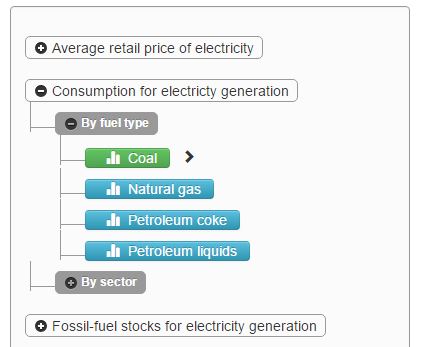 Average retail price of electricity
Consumption for electricty generation
By fuel type
Coal
Natural gas
Petroleum coke
Petroleum liquids
By sector
Fossil-fuel stocks for electricity generation